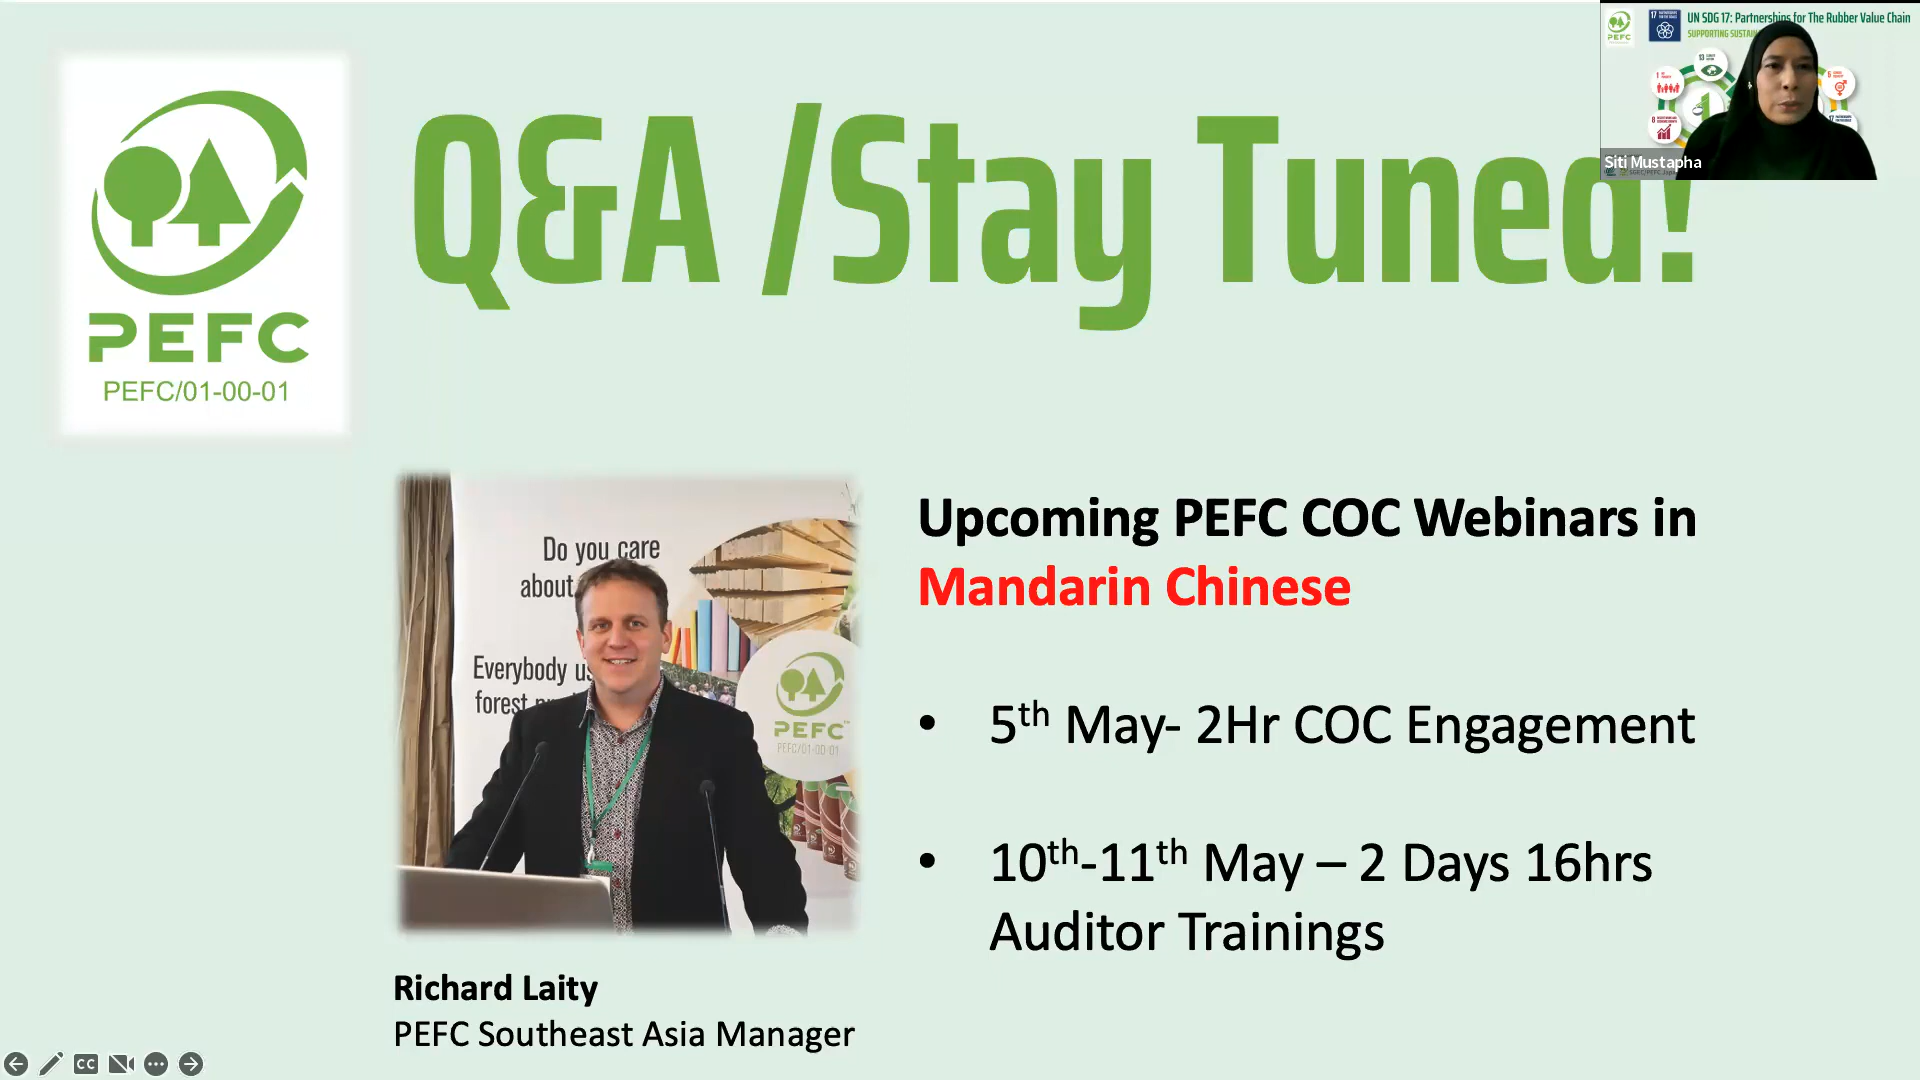 Q&A /Stay Tuned!
PEFC
PEFC/01-00-01
UN SDG 17: Partnerships for The Rubber Value Chain
SUPPORTING
Siti Mustapha
Do you care
about
Everybody
forest
PEFC
PEFC/01-00-01
Upcoming PEFC COC Webinars in
Mandarin Chinese
• 5th May- 2Hr COC Engagement
• 10th-11th May – 2 Days 16hrs
Auditor Trainings
Richard Laity
PEFC Southeast Asia Manager
CC